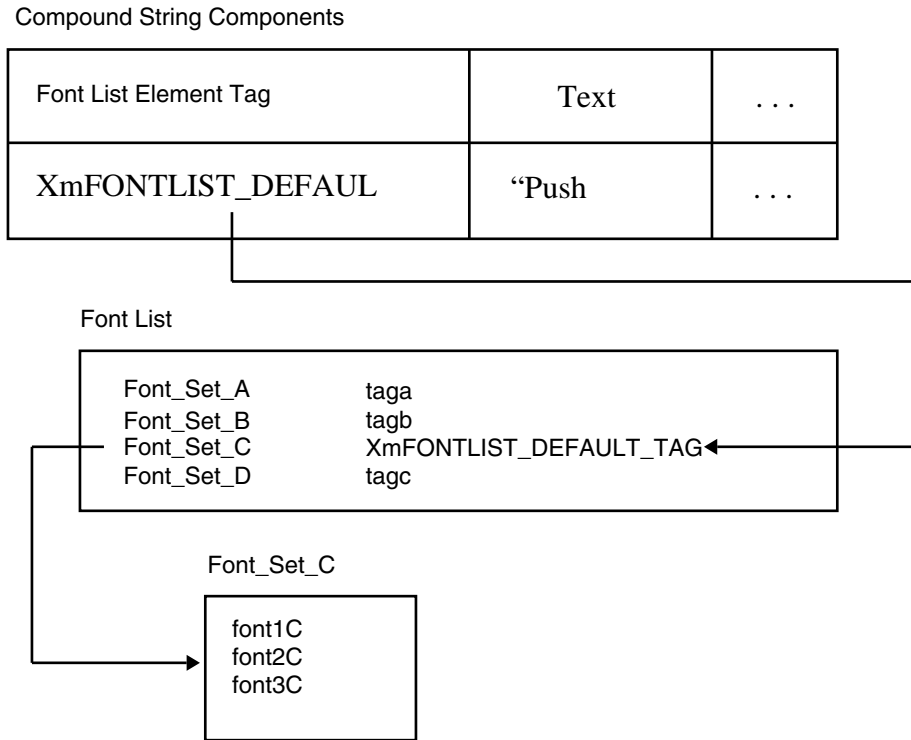 Compound String Components
Font List Element Tag Text . . .
XmFONTLIST_DEFAUL “Push . . .
Font List
Font_Set_A taga
Font_Set_B tagb
Font_Set_C XmFONTLIST_DEFAULT_TAG
Font_Set_D tagc
Font_Set_C
font1C
font2C
font3C